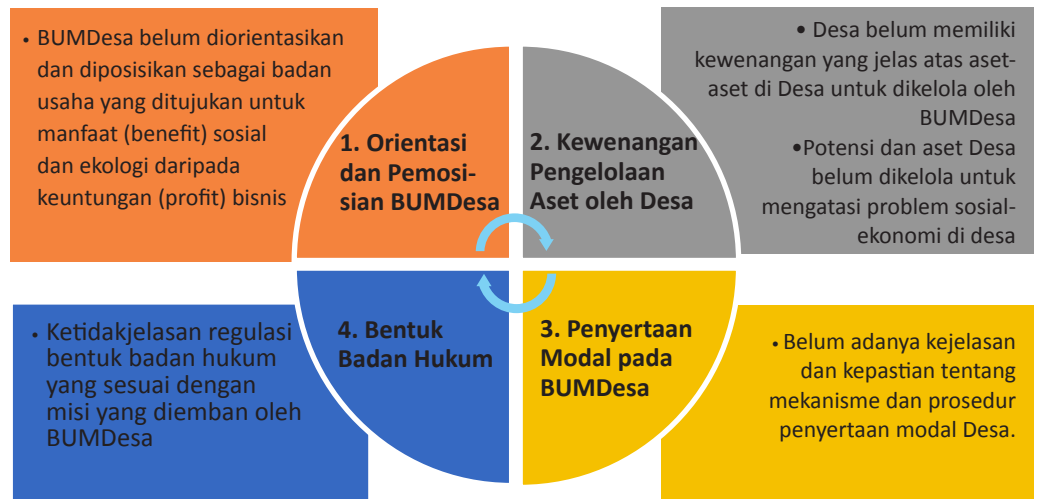 • BUMDesa belum diorientasikan
dan diposisikan sebagai badan
usaha yang ditujukan untuk
manfaat (benefit) sosial
dan ekologi daripada
keuntungan (profit) bisnis
1. Orientasi
dan Pemosi-
sian BUMDesa
2. Kewenangan
Pengelolaan
Aset oleh Desa
• Desa belum memiliki
kewenangan yang jelas atas aset-
aset di Desa untuk dikelola oleh
BUMDesa
•Potensi dan aset Desa
belum dikelola untuk
mengatasi problem sosial-
ekonomi di desa
• Ketidakjelasan regulasi
bentuk badan hukum
yang sesuai dengan
misi yang diemban oleh
BUMDesa
4. Bentuk
Badan Hukum
3. Penyertaan
Modal pada
BUMDesa
• Belum adanya kejelasan
dan kepastian tentang
mekanisme dan prosedur
penyertaan modal Desa.